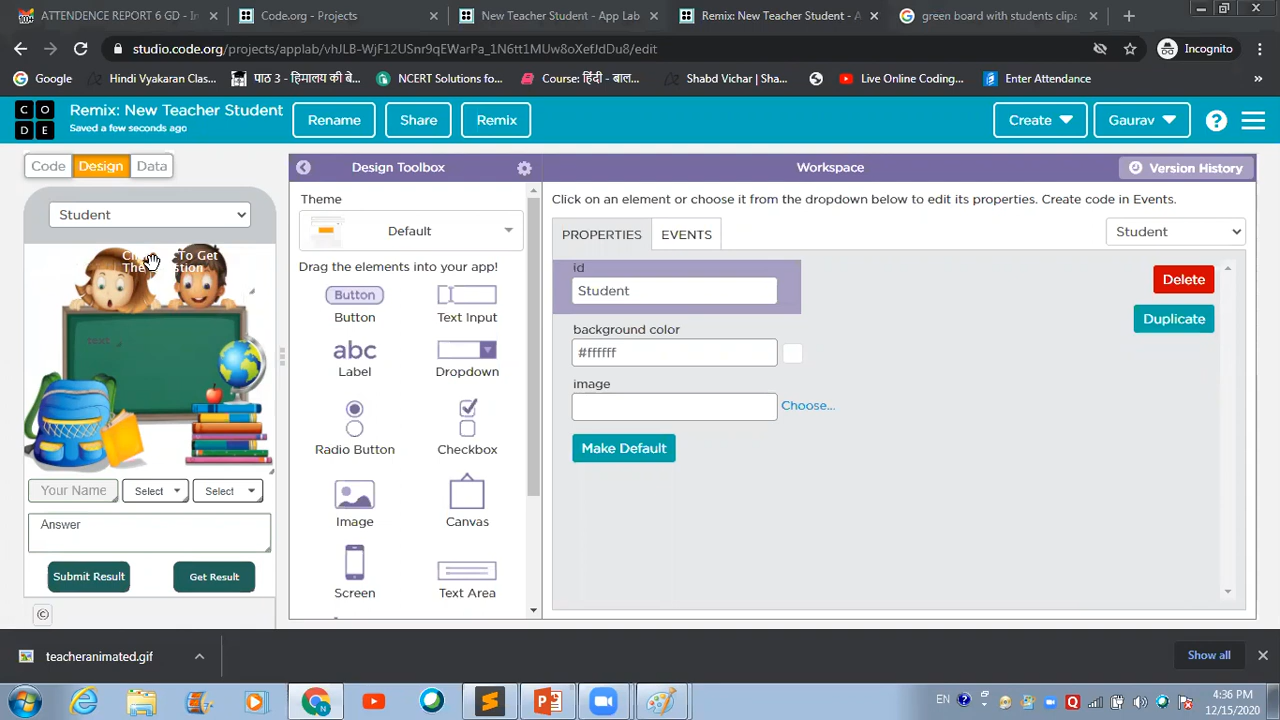 ATTENDENCE REPORT 6 GD - In
Code.org - Projects
New Teacher Student - App Lab
Remix: New Teacher Student - A
green board with students clipa
studio.code.org/projects/applab/vhJLB-WjF12USnr9qEWarPa_1N6tt1MUw8oXefJdDu8/edit
Incognito
Google
Hindi Vyakaran Clas...
पाठ 3 - हिमालय की बे...
NCERT Solutions for...
Course: हिंदी - बाल...
Shabd Vichar | Sha...
Live Online Coding...
Enter Attendance
»
CODE
Remix: New Teacher Student
Saved a few seconds ago
Rename
Share
Remix
Create
Gaurav
?
Code
Design
Data
Design Toolbox
Workspace
Version History
Student
Theme
Default
Drag the elements into your app!
Button
Button
Text Input
abc
Label
Dropdown
Radio Button
Checkbox
Image
Canvas
Screen
Text Area
Click on an element or choose it from the dropdown below to edit its properties. Create code in Events.
PROPERTIES
EVENTS
Student
id
Student
Delete
Duplicate
background color
#ffffff
image
Choose...
Make Default
To Get
text
Your Name
Select
Select
Answer
Submit Result
Get Result
©
teacheranimated.gif
Show all
EN
4:36 PM
12/15/2020